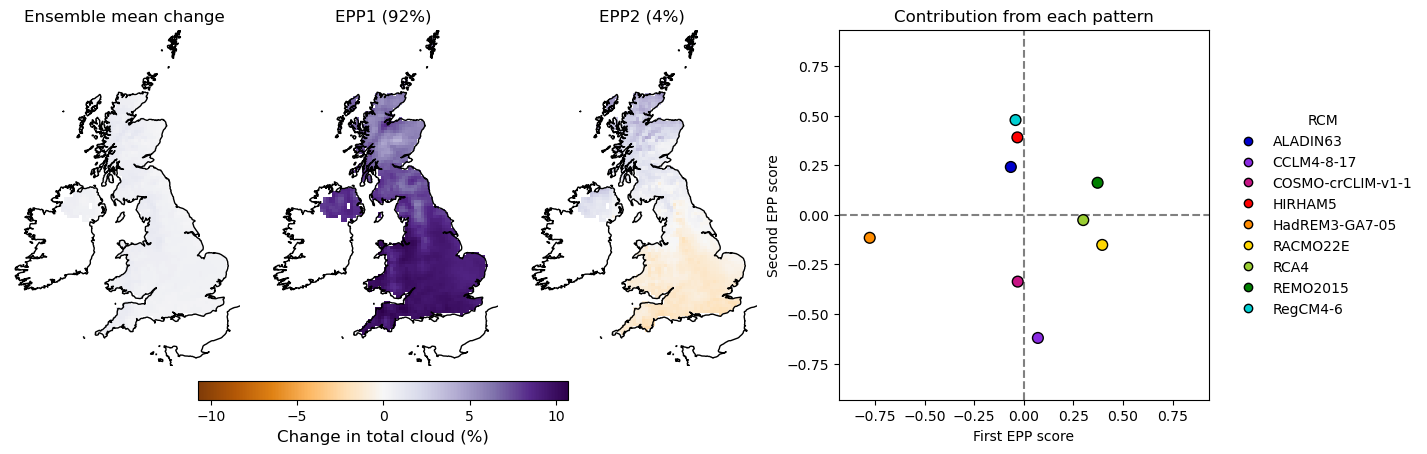 Ensemble mean change
EPP1 (92%)
EPP2 (4%)
Contribution from each pattern
−10
−5
0
5
10
Change in total cloud (%)
Second EPP score
0.75
0.50
0.25
0.00
−0.25
−0.50
−0.75
−0.75
−0.50
−0.25
0.00
0.25
0.50
0.75
First EPP score
RCM
ALADIN63
CCLM4-8-17
COSMO-crCLIM-v1-1
HIRHAM5
HadREM3-GA7-05
RACMO22E
RCA4
REMO2015
RegCM4-6